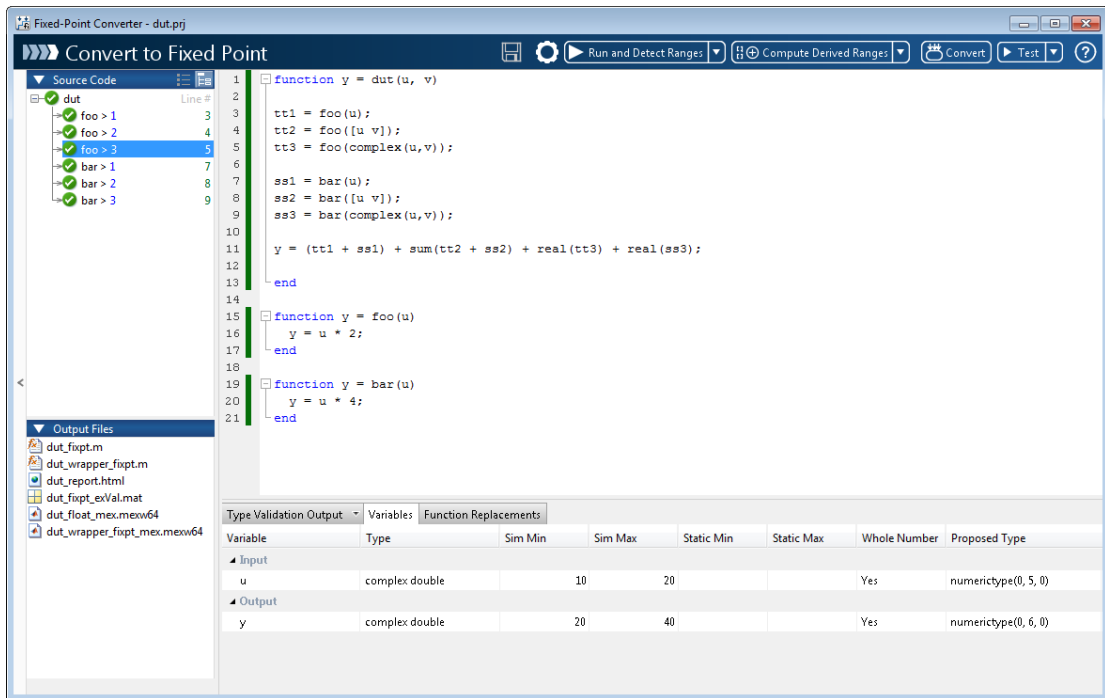 Fixed-Point Converter - dut.prj
Convert to Fixed Point
Run and Detect Ranges
Compute Derived Ranges
Convert
Test
?
Source Code
dut Line #
foo > 1 3
foo > 2 4
foo > 3 5
bar > 1 7
bar > 2 8
bar > 3 9
1 function y = dut(u, v)
2
3 tt1 = foo(u);
4 tt2 = foo([u v]);
5 tt3 = foo(complex(u,v));
6
7 ss1 = bar(u);
8 ss2 = bar([u v]);
9 ss3 = bar(complex(u,v));
10
11 y = (tt1 + ss1) + sum(tt2 + ss2) + real(tt3) + real(ss3);
12
13 end
14
15 function y = foo(u)
16 y = u * 2;
17 end
18
19 function y = bar(u)
20 y = u * 4;
21 end
<
Output Files
dut_fixpt.m
dut_wrapper_fixpt.m
dut_report.html
dut_fixpt_exVal.mat
dut_float_mex.mexw64
dut_wrapper_fixpt_mex.mexw64
Type Validation Output Variables Function Replacements
Variable Type Sim Min Sim Max Static Min Static Max Whole Number Proposed Type
Input
u complex double 10 20 Yes numerictype(0, 5, 0)
Output
y complex double 20 40 Yes numerictype(0, 6, 0)